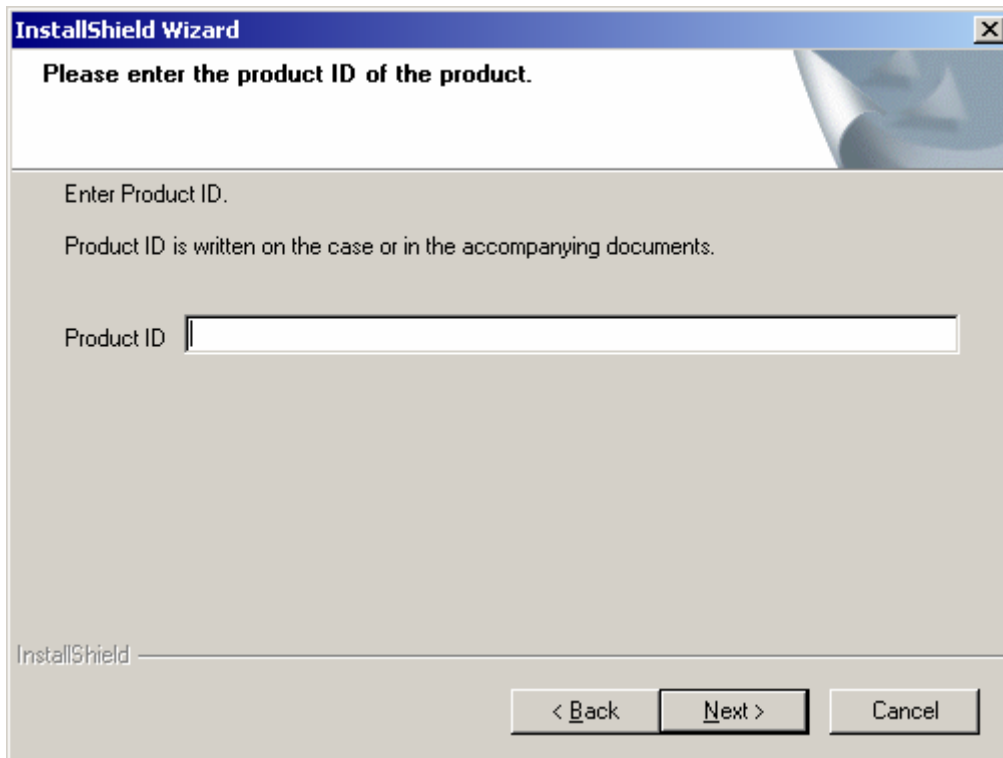 InstallShield Wizard
Please enter the product ID of the product.
Enter Product ID.
Product ID is written on the case or in the accompanying documents.
Product ID
InstallShield
< Back
Next >
Cancel